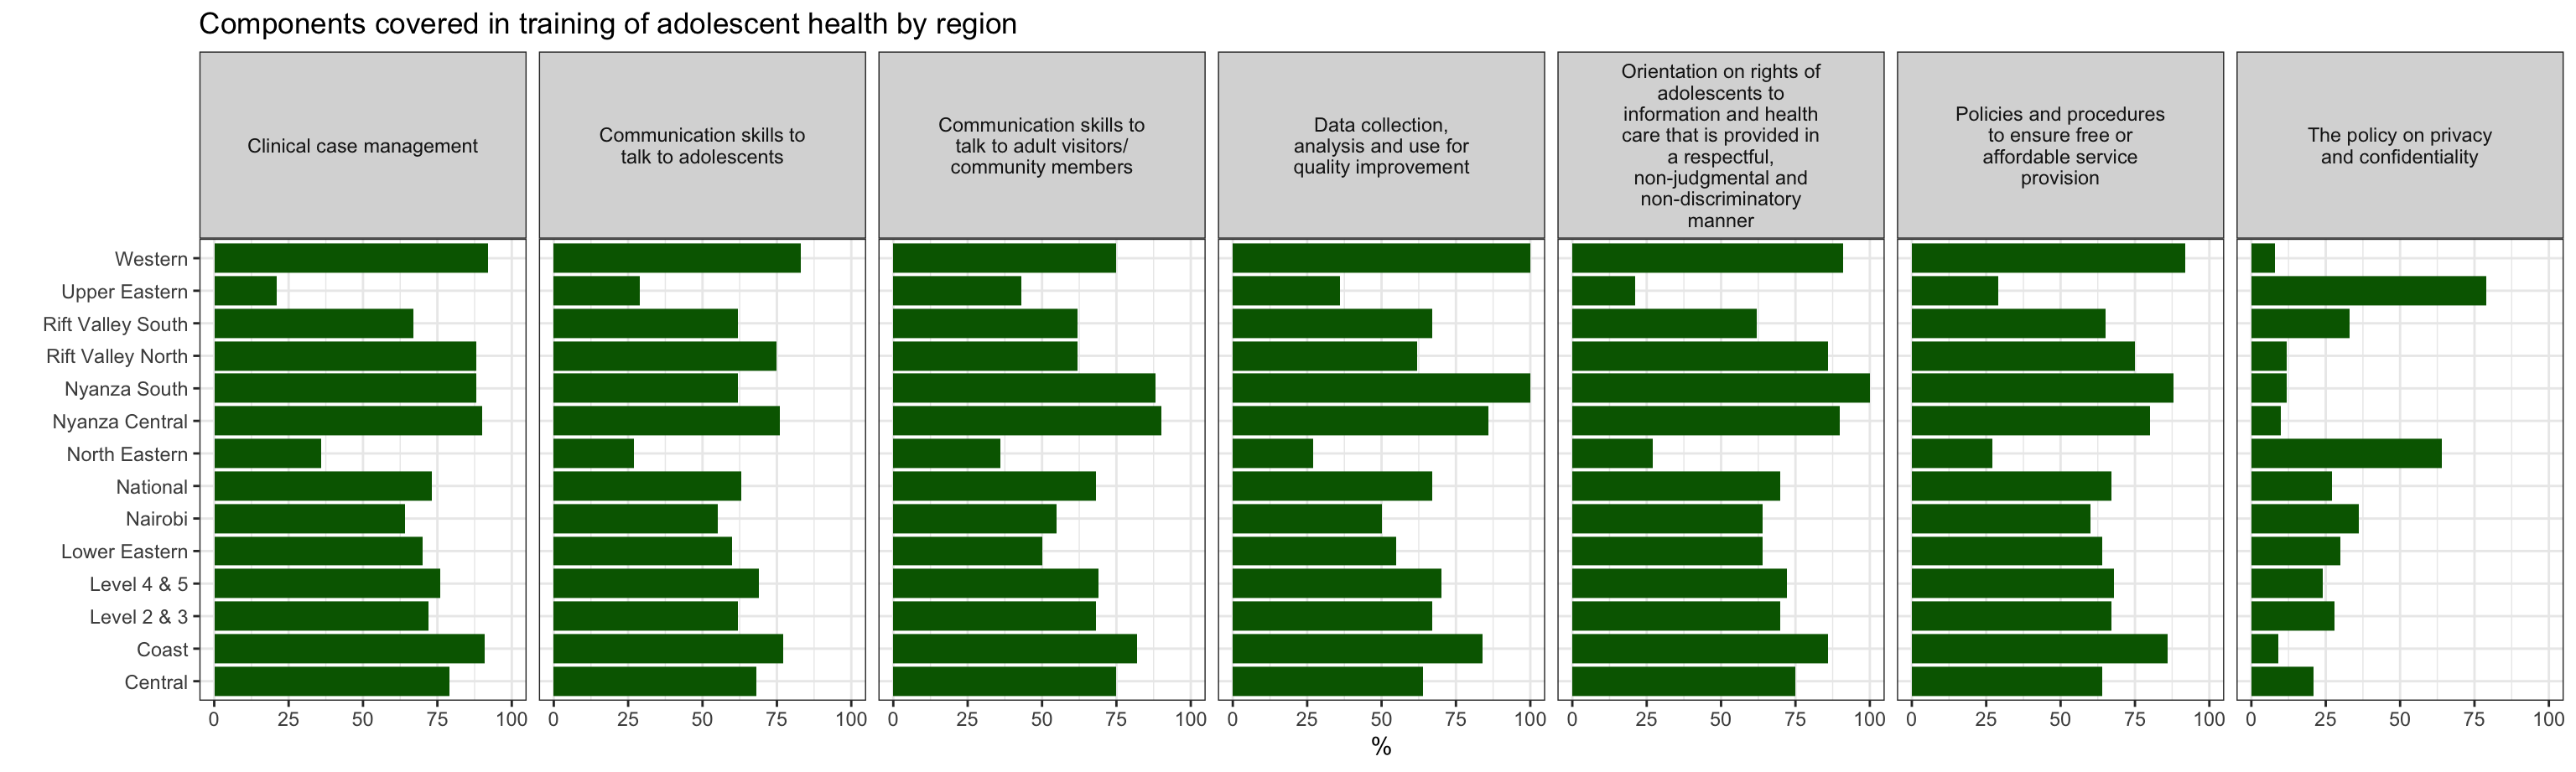 Components covered in training of adolescent health by region
Clinical case management
Communication skills to
talk to adolescents
Communication skills to
talk to adult visitors/
community members
Data collection,
analysis and use for
quality improvement
Orientation on rights of
adolescents to
information and health
care that is provided in
a respectful,
non-judgmental and
non-discriminatory
manner
Policies and procedures
to ensure free or
affordable service
provision
The policy on privacy
and confidentiality
Western
Upper Eastern
Rift Valley South
Rift Valley North
Nyanza South
Nyanza Central
North Eastern
National
Nairobi
Lower Eastern
Level 4 & 5
Level 2 & 3
Coast
Central
0 25 50 75 100
0 25 50 75 100
0 25 50 75 100
0 25 50 75 100
0 25 50 75 100
0 25 50 75 100
0 25 50 75 100
%